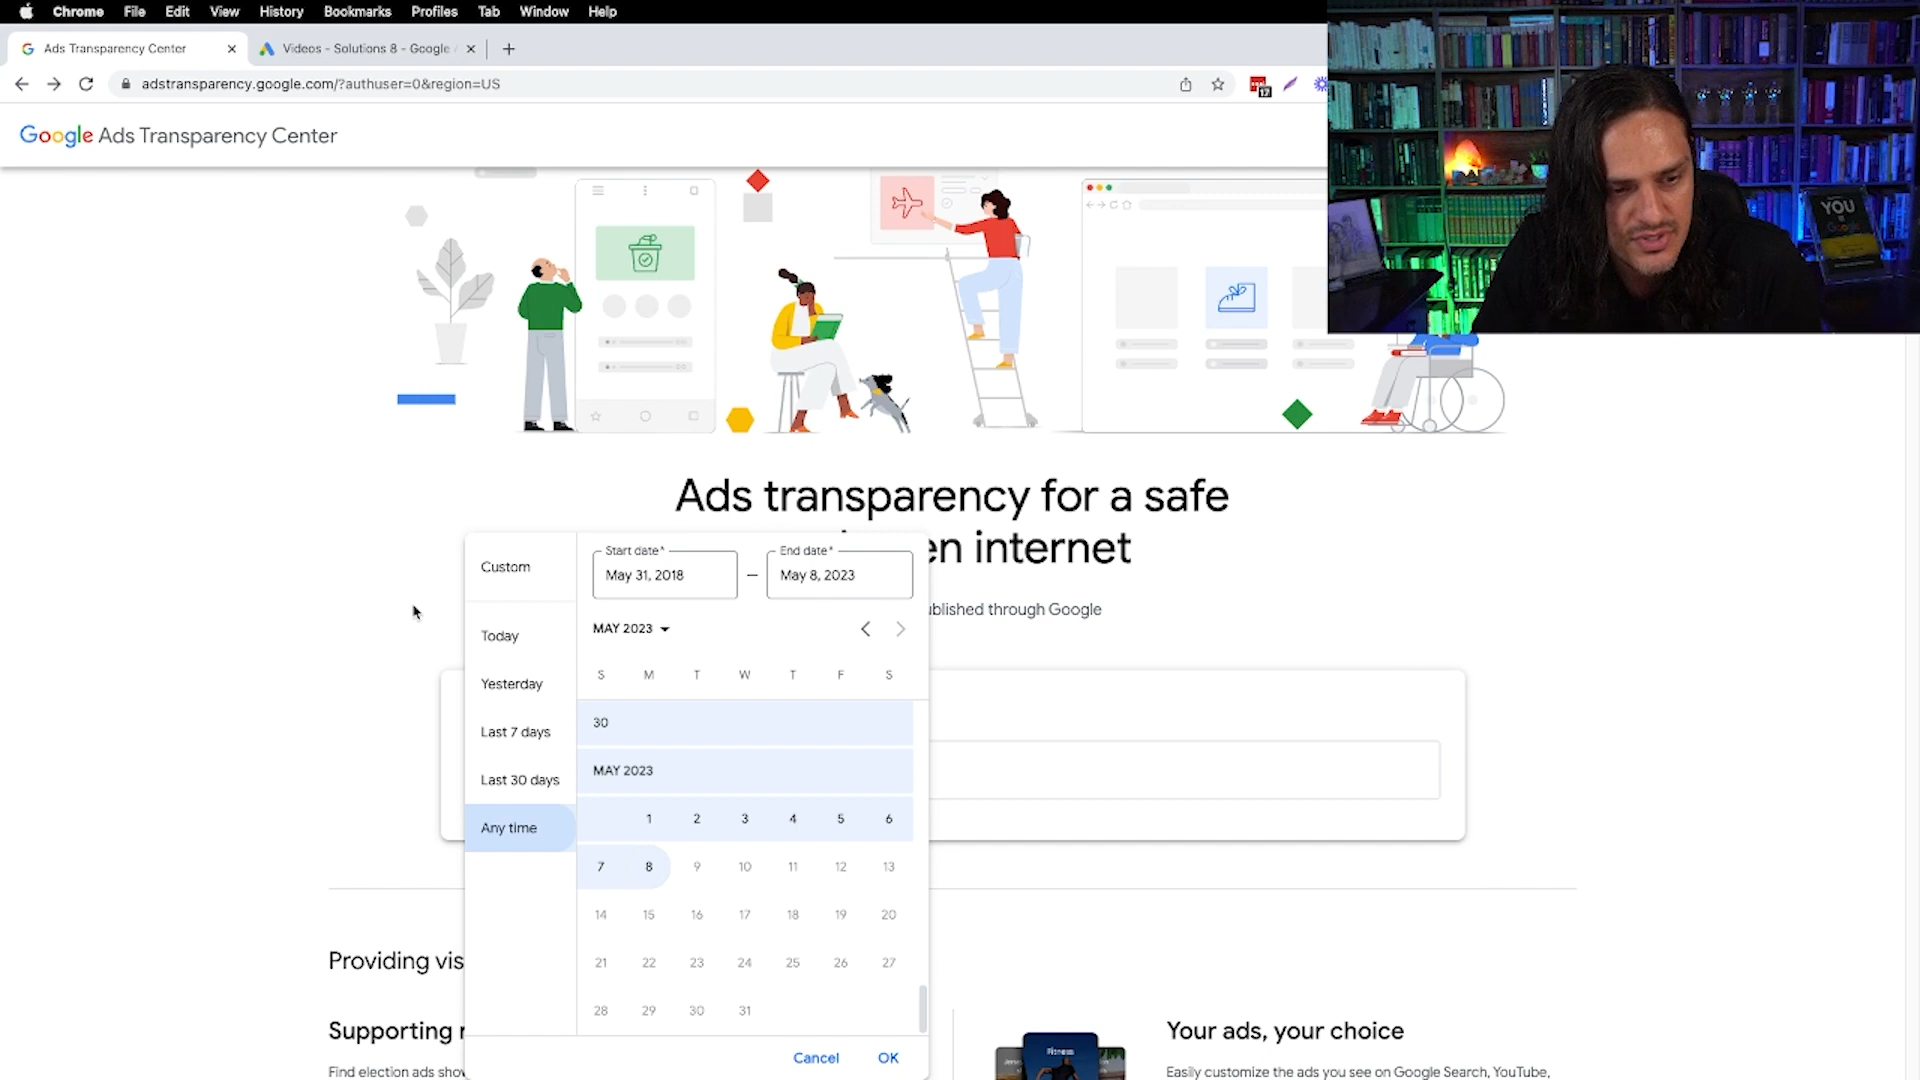 Chrome File Edit View History Bookmarks Profiles Tab Window Help
Ads Transparency Center
Videos - Solutions 8 - Google
adstransparency.google.com/?authuser=0&region=US
17
Google Ads Transparency Center
YOU
Google
Ads transparency for a safe
en internet
ublished through Google
Custom
Start date*
May 31, 2018
–
End date*
May 8, 2023
MAY 2023
S M T W T F S
Today
Yesterday
Last 7 days
Last 30 days
Any time
30
MAY 2023
1 2 3 4 5 6
7 8 9 10 11 12 13
14 15 16 17 18 19 20
21 22 23 24 25 26 27
28 29 30 31
Cancel OK
Providing vis
Supporting
Find election ads sho
Fitness
Your ads, your choice
Easily customize the ads you see on Google Search, YouTube,